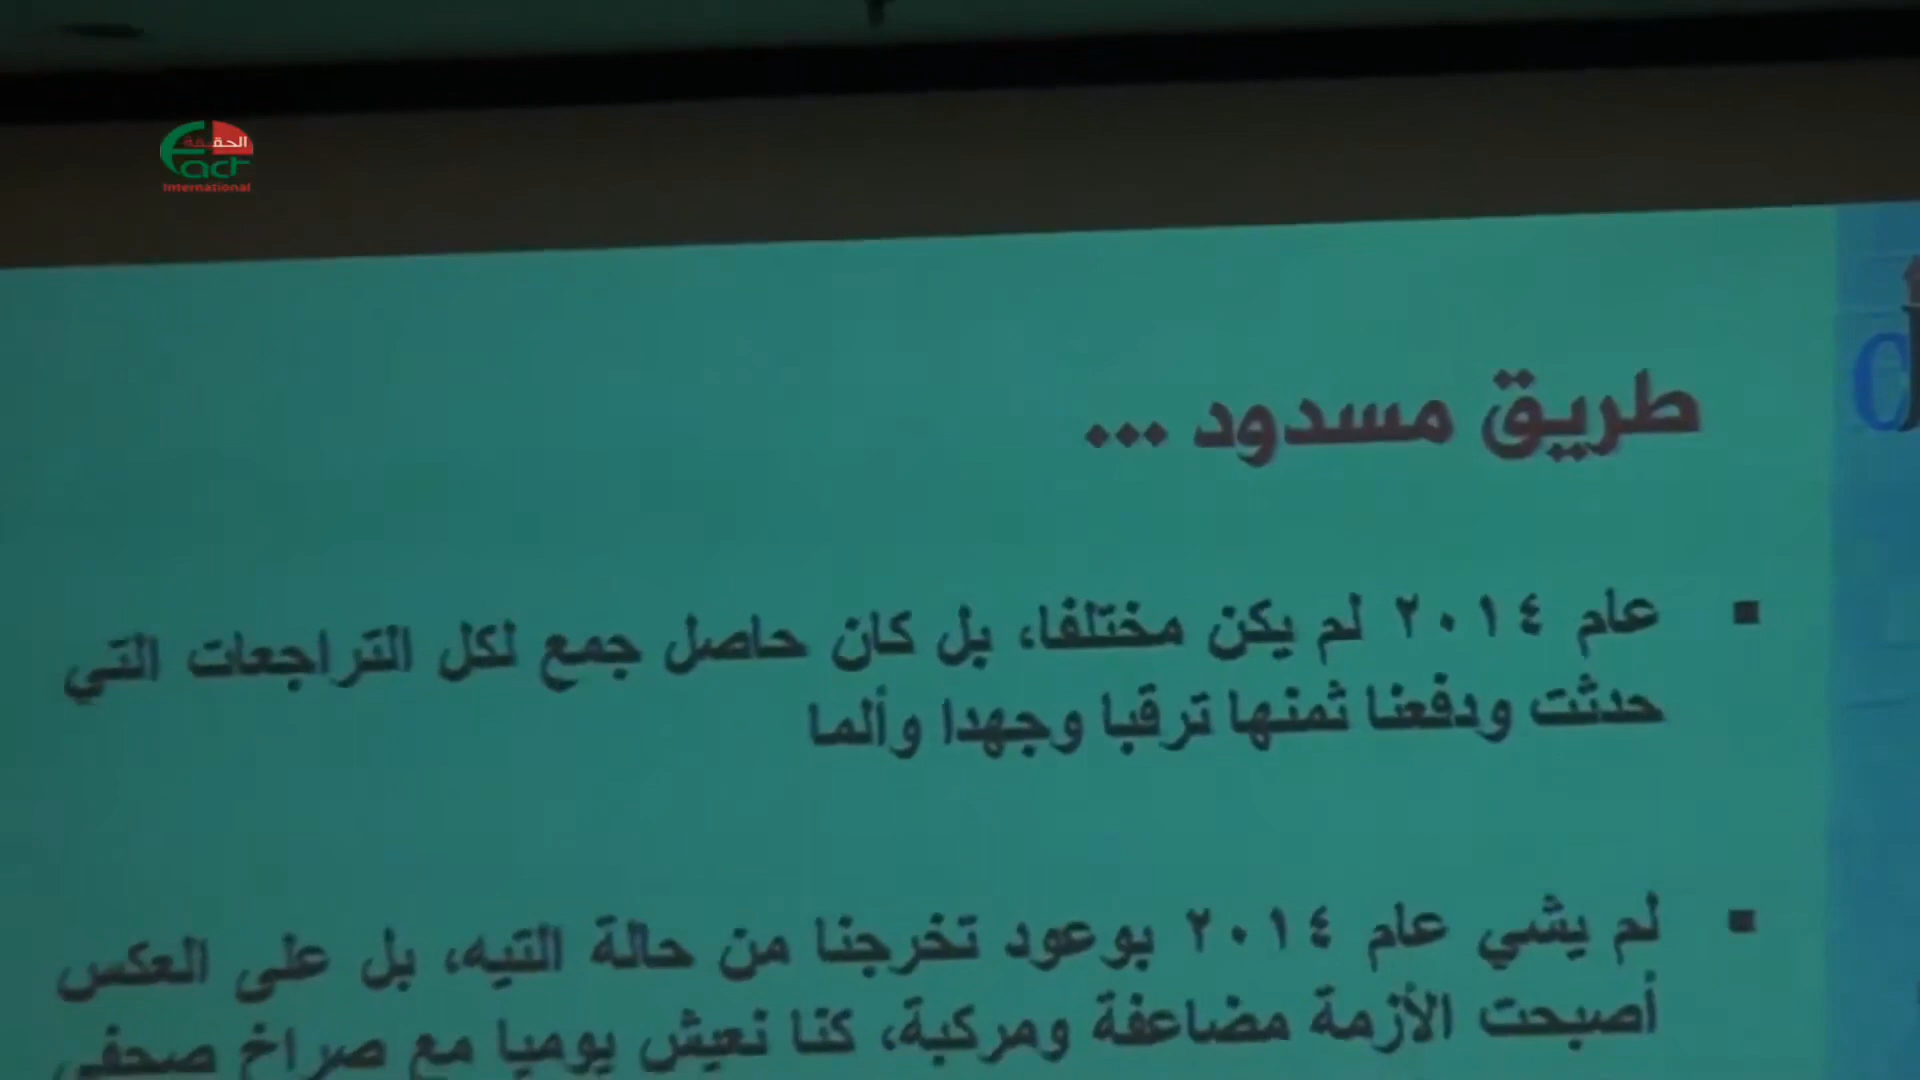 الحقيقة
Fact
International
طريق مسدود ...
▪ عام ٢٠١٤ لم يكن مختلفا، بل كان حاصل جمع لكل التراجعات التي
حدثت ودفعنا ثمنها ترقبا وجهدا وألما
▪ لم يشي عام ٢٠١٤ بوعود تخرجنا من حالة التيه، بل على العكس
أصبحت الأزمة مضاعفة ومركبة، كنا نعيش يوميا مع صراخ صحفي